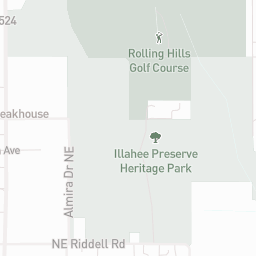 524
Rolling Hills
Golf Course
eakhouse
Ave
Illahee Preserve
Heritage Park
Almira Dr NE
NE Riddell Rd